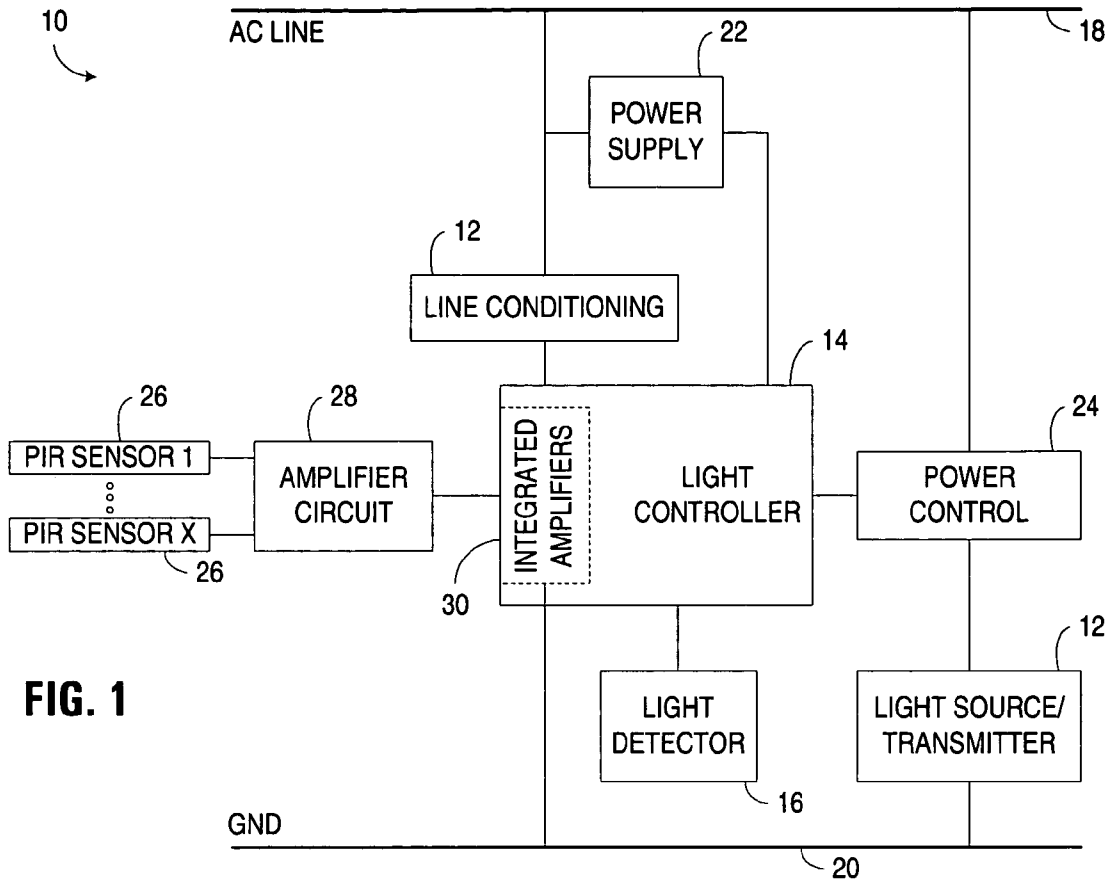 10
AC LINE
18
22
POWER
SUPPLY
12
LINE CONDITIONING
14
26
28
24
PIR SENSOR 1
AMPLIFIER
CIRCUIT
INTEGRATED
AMPLIFIERS
LIGHT
CONTROLLER
POWER
CONTROL
PIR SENSOR X
26
30
12
FIG. 1
LIGHT
DETECTOR
LIGHT SOURCE/
TRANSMITTER
16
GND
20